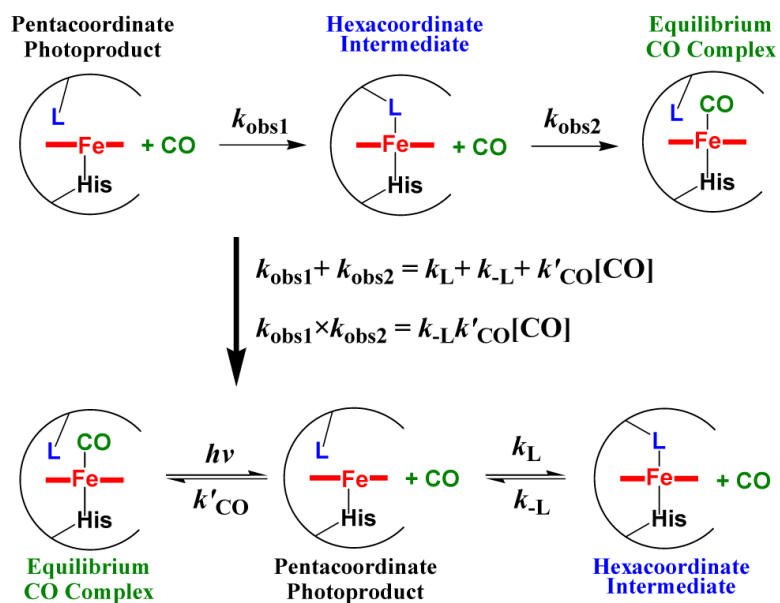 Pentacoordinate
Photoproduct
Hexacoordinate
Intermediate
Equilibrium
CO Complex
L
Fe
+ CO
His
kobs1
L
Fe
+ CO
His
kobs2
L
CO
Fe
His
kobs1+ kobs2 = kL+ k-L+ k'CO[CO]
kobs1×kobs2 = k-Lk'CO[CO]
L
CO
Fe
His
hν
k'CO
L
Fe
+ CO
His
kL
k-L
L
Fe
+ CO
His
Equilibrium
CO Complex
Pentacoordinate
Photoproduct
Hexacoordinate
Intermediate